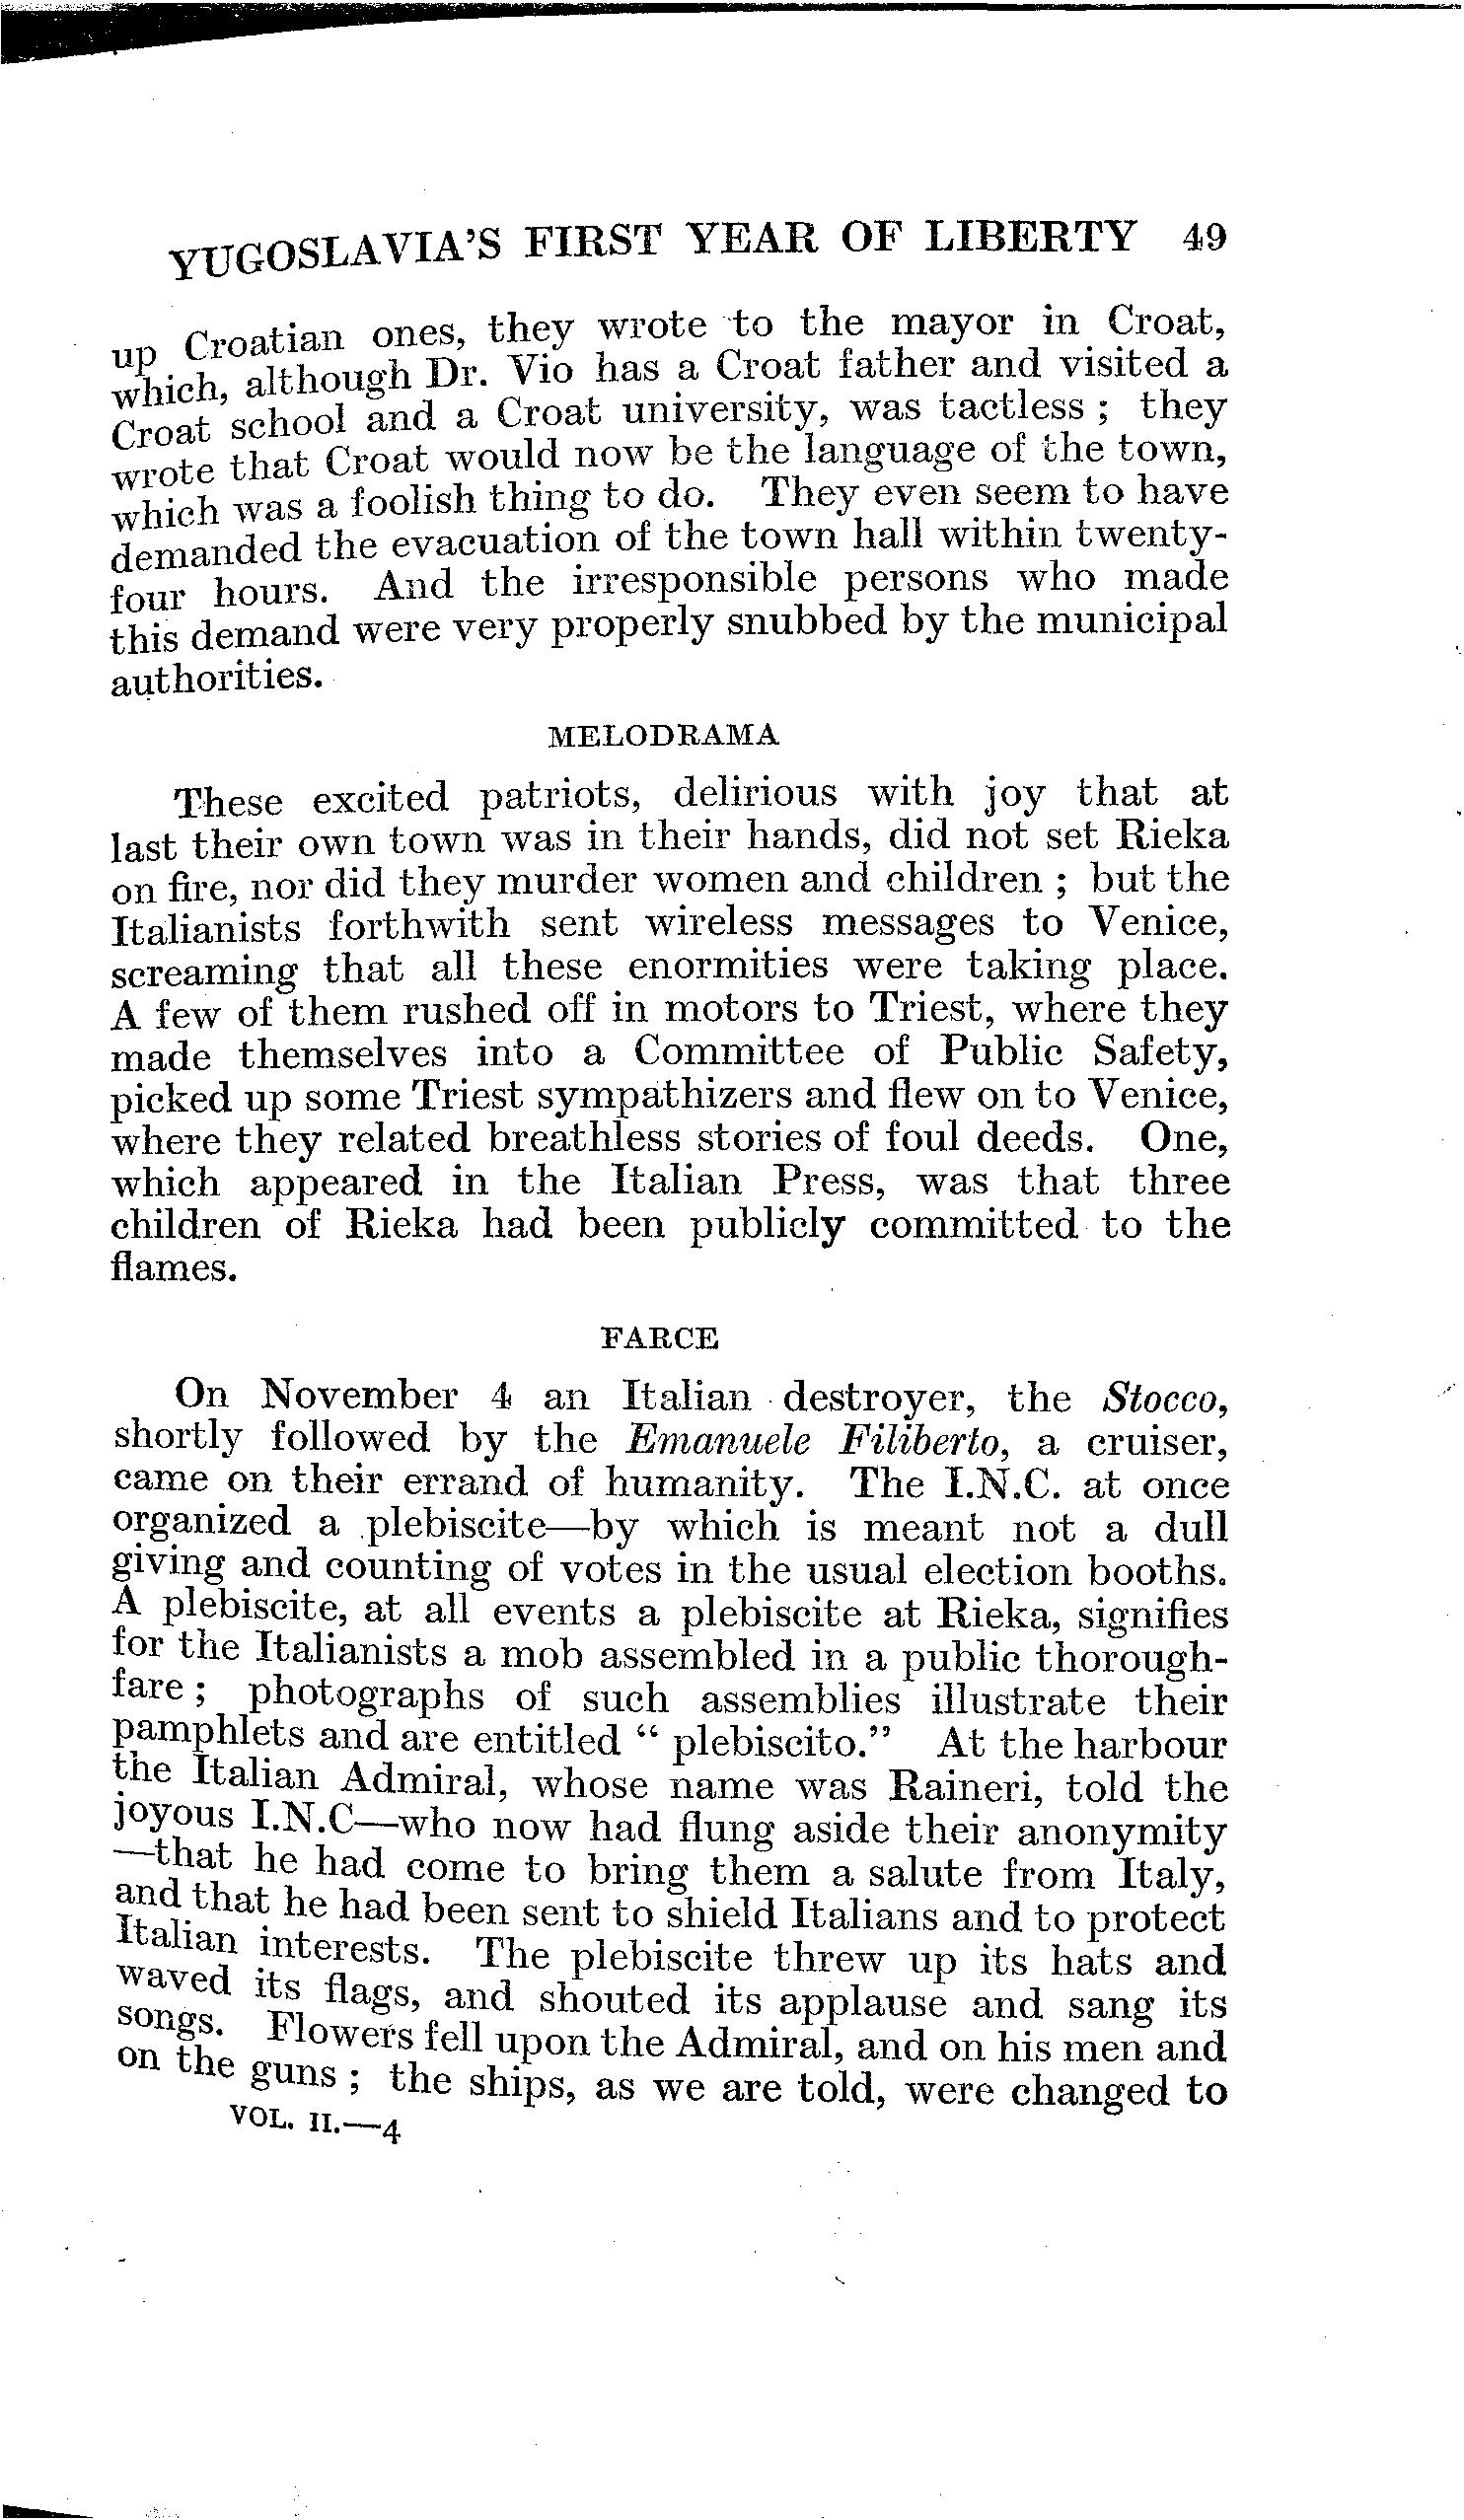 YUGOSLAVIA'S FIRST YEAR OF LIBERTY 49
up Croatian ones, they wrote to the mayor in Croat,
which, although Dr. Vio has a Croat father and visited a
Croat school and a Croat university, was tactless ; they
wrote that Croat would now be the language of the town,
which was a foolish thing to do. They even seem to have
demanded the evacuation of the town hall within twenty-
four hours. And the irresponsible persons who made
this demand were very properly snubbed by the municipal
authorities.
MELODRAMA
These excited patriots, delirious with joy that at
last their own town was in their hands, did not set Rieka
on fire, nor did they murder women and children ; but the
Italianists forthwith sent wireless messages to Venice,
screaming that all these enormities were taking place.
A few of them rushed off in motors to Triest, where they
made themselves into a Committee of Public Safety,
picked up some Triest sympathizers and flew on to Venice,
where they related breathless stories of foul deeds. One,
which appeared in the Italian Press, was that three
children of Rieka had been publicly committed to the
flames.
FARCE
On November 4 an Italian destroyer, the Stocco,
shortly followed by the Emanuele Filiberto, a cruiser,
came on their errand of humanity. The I.N.C. at once
organized a plebiscite—by which is meant not a dull
giving and counting of votes in the usual election booths.
A plebiscite, at all events a plebiscite at Rieka, signifies
for the Italianists a mob assembled in a public thorough-
fare ; photographs of such assemblies illustrate their
pamphlets and are entitled “ plebiscito.” At the harbour
the Italian Admiral, whose name was Raineri, told the
joyous I.N.C—who now had flung aside their anonymity
—that he had come to bring them a salute from Italy,
and that he had been sent to shield Italians and to protect
Italian interests. The plebiscite threw up its hats and
waved its flags, and shouted its applause and sang its
songs. Flowers fell upon the Admiral, and on his men and
on the guns ; the ships, as we are told, were changed to
VOL. II.—4